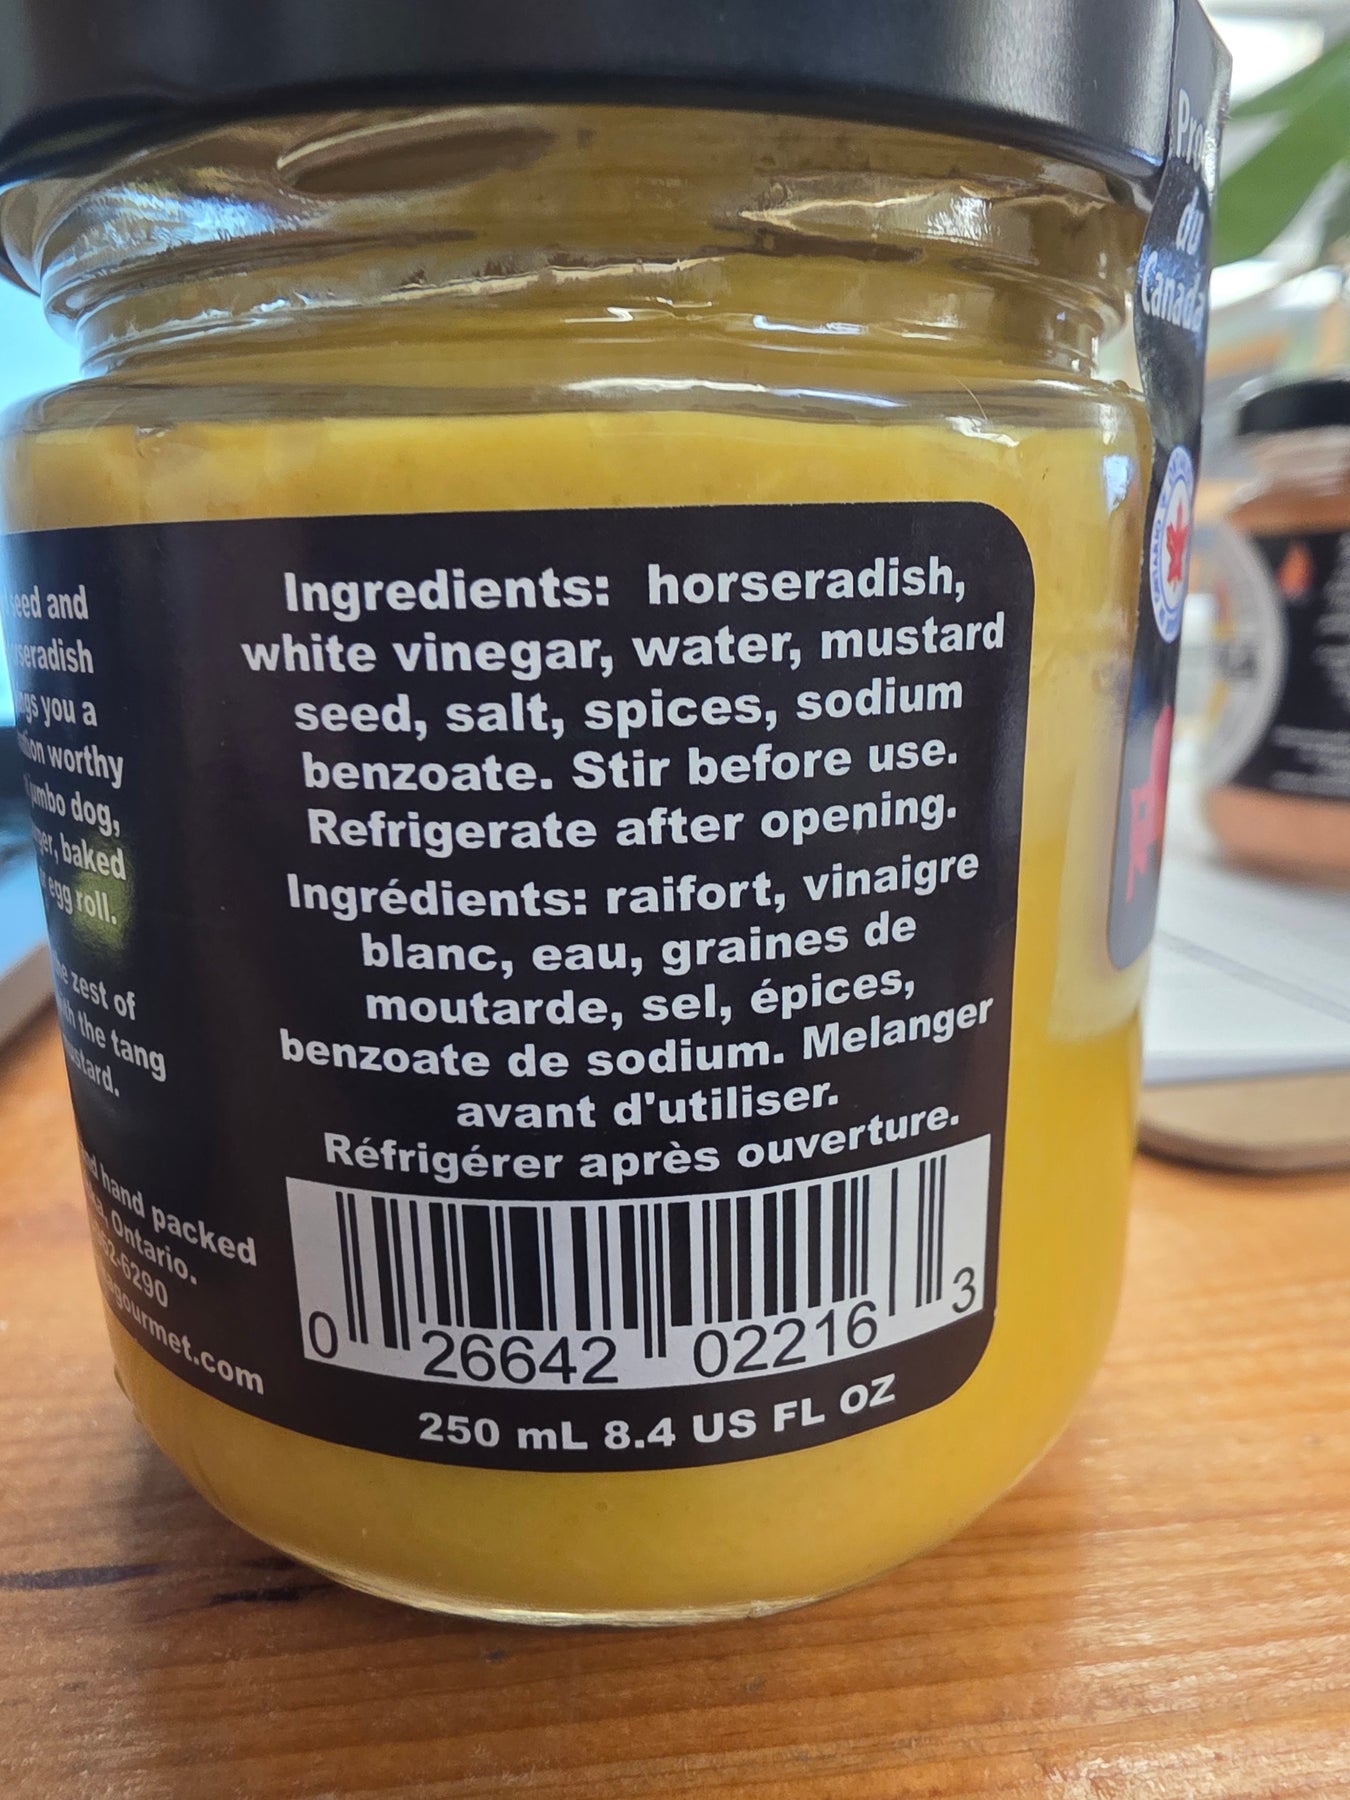 seed and
you a
worthy
jumbo dog,
baked
egg roll.
zest of
the tang
hand packed
Ontario.
gourmet.com
Ingredients: horseradish,
white vinegar, water, mustard
seed, salt, spices, sodium
benzoate. Stir before use.
Refrigerate after opening.
Ingrédients: raifort, vinaigre
blanc, eau, graines de
moutarde, sel, épices,
benzoate de sodium. Melanger
avant d'utiliser.
Réfrigérer après ouverture.
0 26642 02216 3
250 mL 8.4 US FL OZ
du
Canada